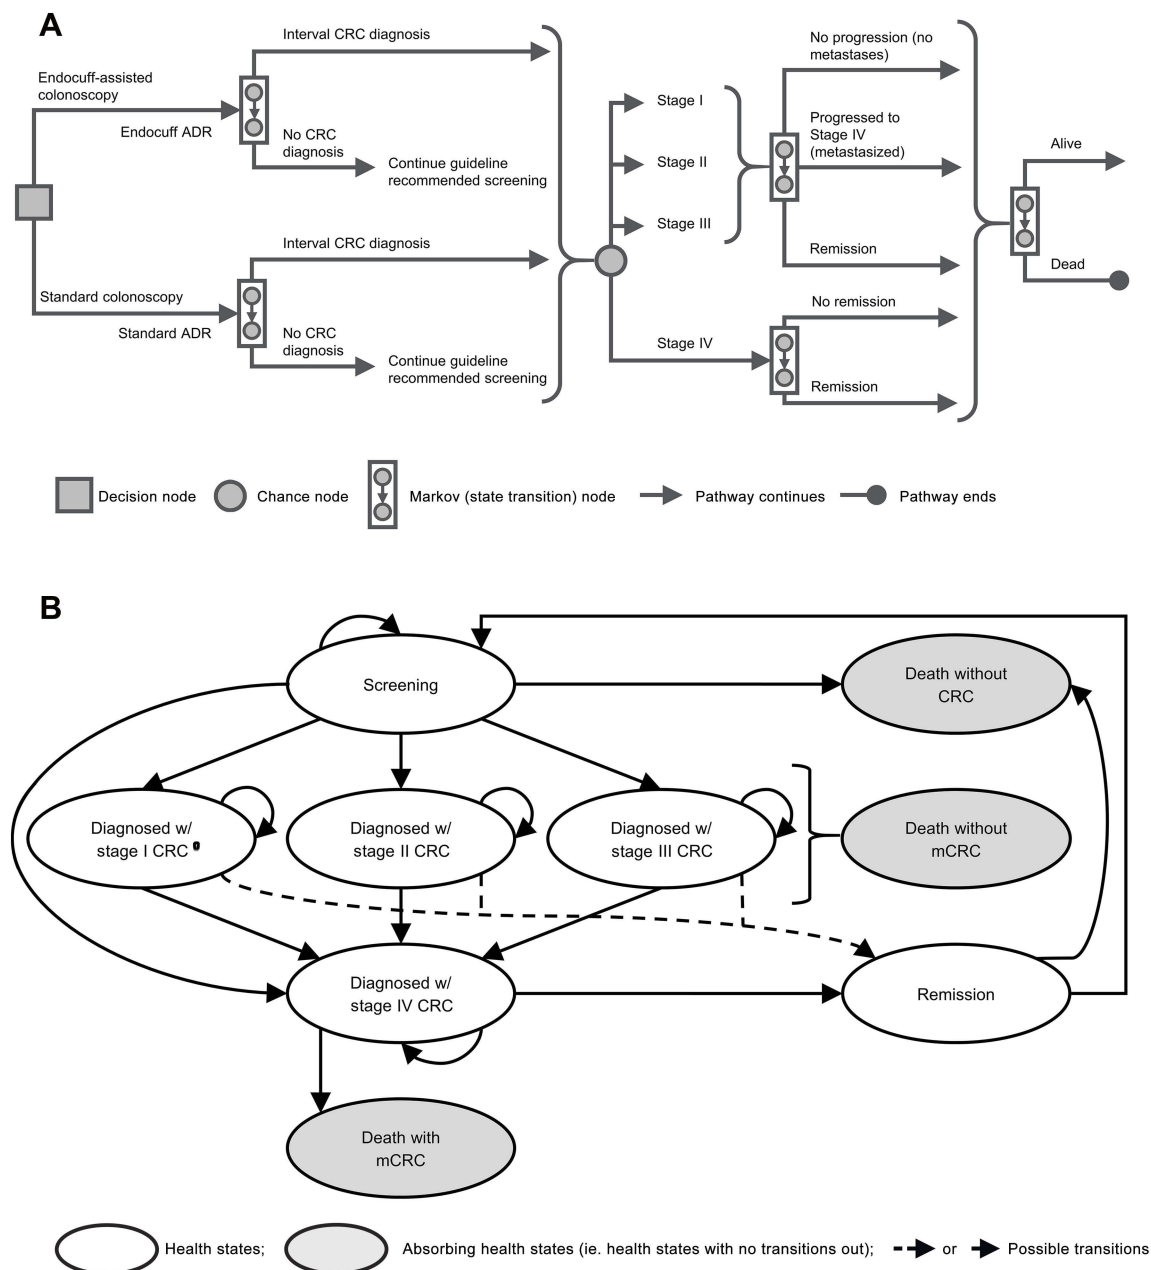 A
Interval CRC diagnosis
Endocuff-assisted
colonoscopy
Endocuff ADR
No CRC
diagnosis
Continue guideline
recommended screening
Interval CRC diagnosis
Standard colonoscopy
Standard ADR
No CRC
diagnosis
Continue guideline
recommended screening
Stage I
Stage II
Stage III
Stage IV
No progression (no
metastases)
Progressed to
Stage IV
(metastasized)
Remission
No remission
Remission
Alive
Dead
Decision node
Chance node
Markov (state transition) node
Pathway continues
Pathway ends
B
Screening
Death without
CRC
Diagnosed w/
stage I CRC
Diagnosed w/
stage II CRC
Diagnosed w/
stage III CRC
Death without
mCRC
Diagnosed w/
stage IV CRC
Remission
Death with
mCRC
Health states;
Absorbing health states (ie. health states with no transitions out);
or
Possible transitions